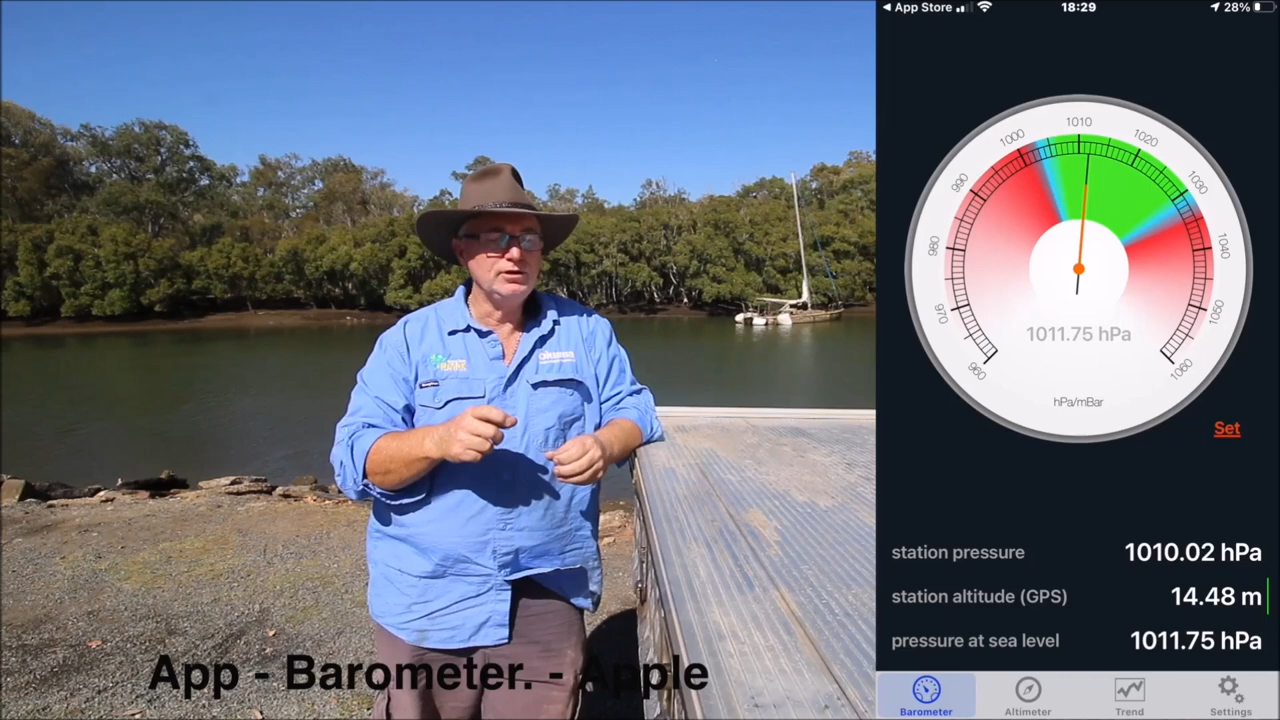 ◀ App Store
18:29
28%
960
970
980
990
1000
1010
1020
1030
1040
1050
1060
1011.75 hPa
hPa/mBar
Set
station pressure 1010.02 hPa
station altitude (GPS) 14.48 m
pressure at sea level 1011.75 hPa
Barometer
Altimeter
Trend
Settings
App - Barometer. - Apple